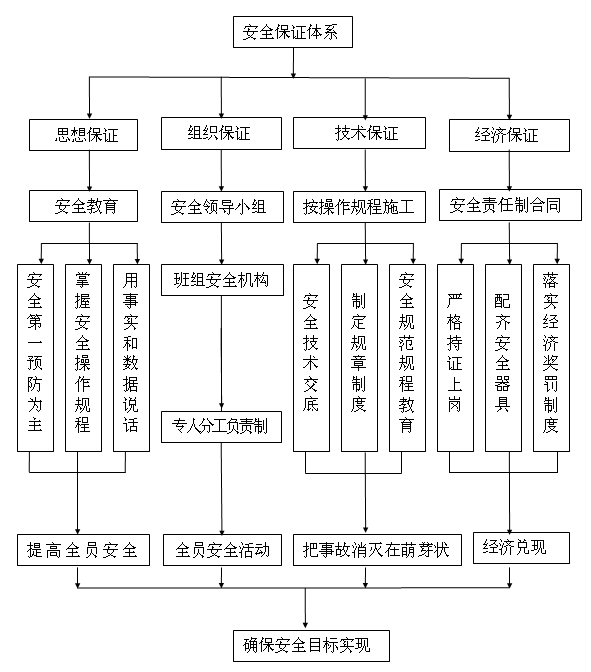 安全保证体系
思想保证
组织保证
技术保证
经济保证
安全教育
安全领导小组
按操作规程施工
安全责任制合同
安全第一预防为主
掌握安全操作规程
用事实和数据说话
班组安全机构
专人分工负责制
安全技术交底
制定规章制度
安全规范规程教育
严格持证上岗
配齐安全器具
落实经济奖罚制度
提高全员安全
全员安全活动
把事故消灭在萌芽状
经济兑现
确保安全目标实现